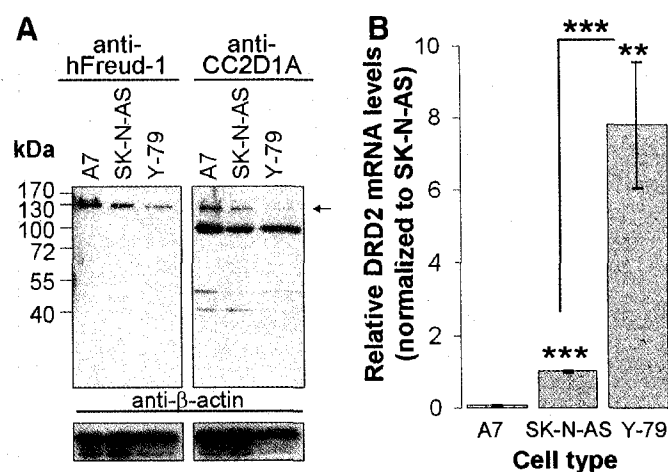 A
anti-
hFreud-1
anti-
CC2D1A
kDa
A7
SK-N-AS
Y-79
A7
SK-N-AS
Y-79
170
130
100
72
55
40
anti-β-actin
B
Relative DRD2 mRNA levels
(normalized to SK-N-AS)
10
8
6
4
2
1
0
***
**
***
A7
SK-N-AS
Y-79
Cell type